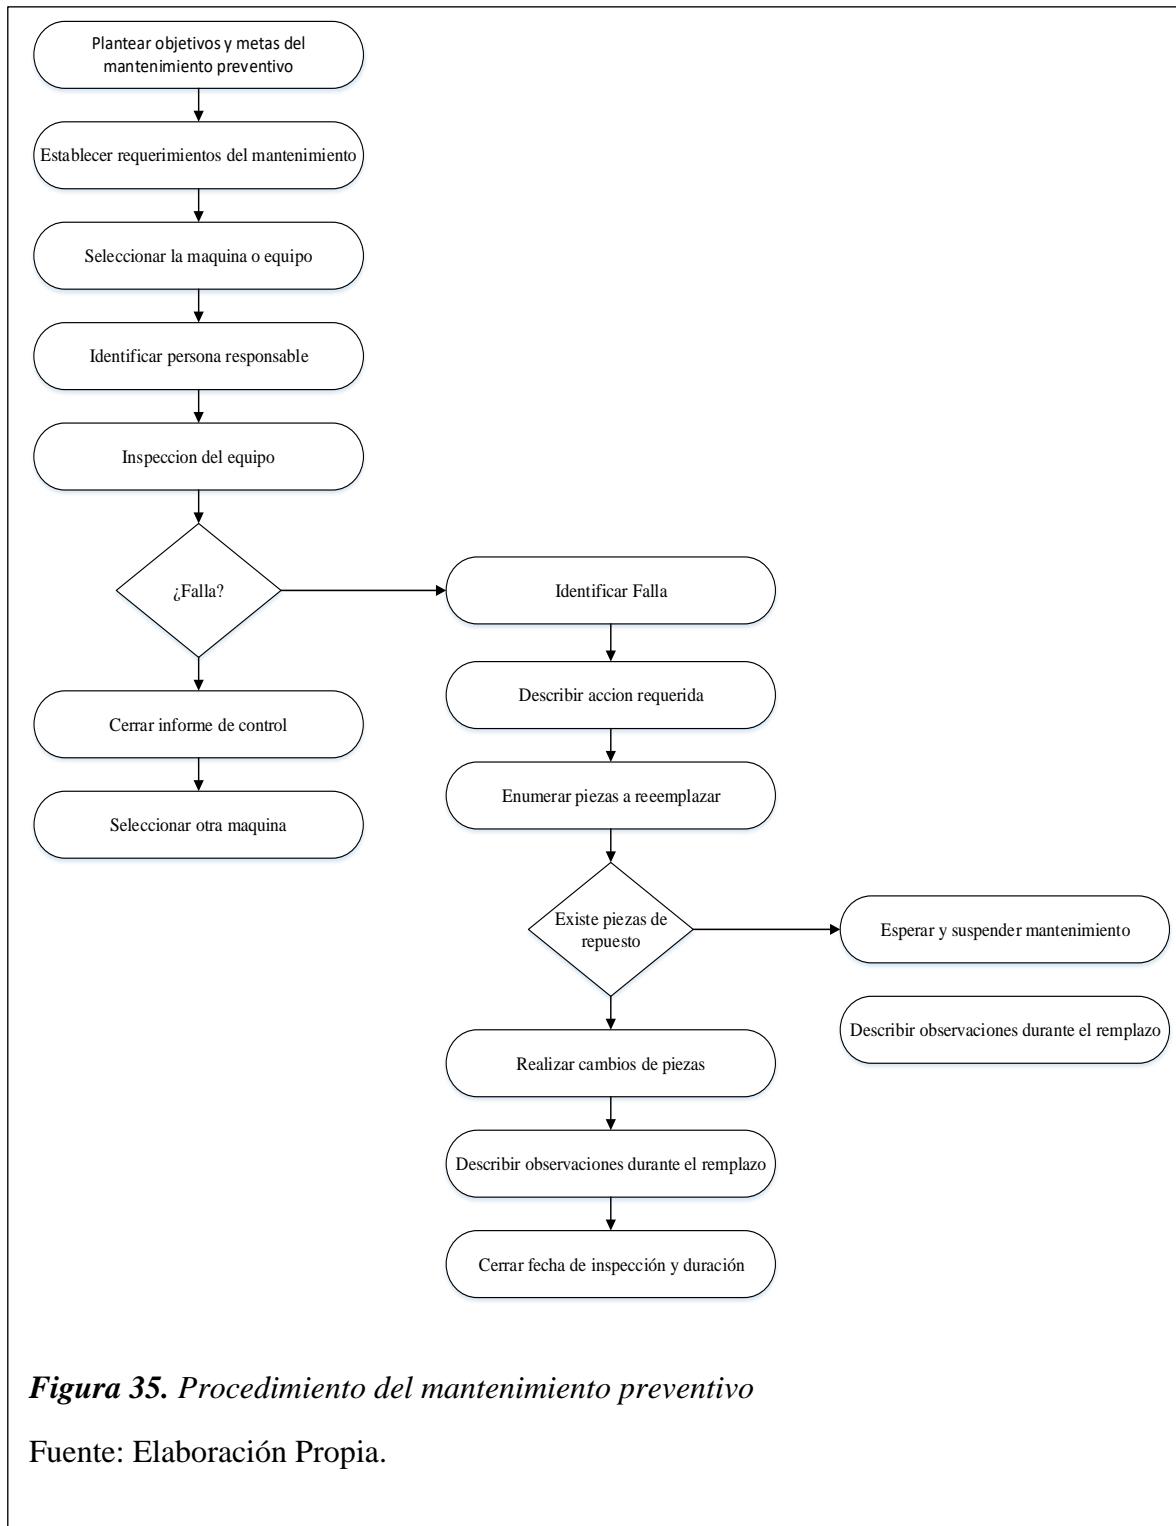 Plantear objetivos y metas del
mantenimiento preventivo
Establecer requerimientos del mantenimiento
Seleccionar la maquina o equipo
Identificar persona responsable
Inspeccion del equipo
¿Falla?
Identificar Falla
Describir accion requerida
Cerrar informe de control
Enumerar piezas a reeemplazar
Seleccionar otra maquina
Existe piezas de
repuesto
Esperar y suspender mantenimiento
Describir observaciones durante el remplazo
Realizar cambios de piezas
Describir observaciones durante el remplazo
Cerrar fecha de inspección y duración
Figura 35. Procedimiento del mantenimiento preventivo
Fuente: Elaboración Propia.